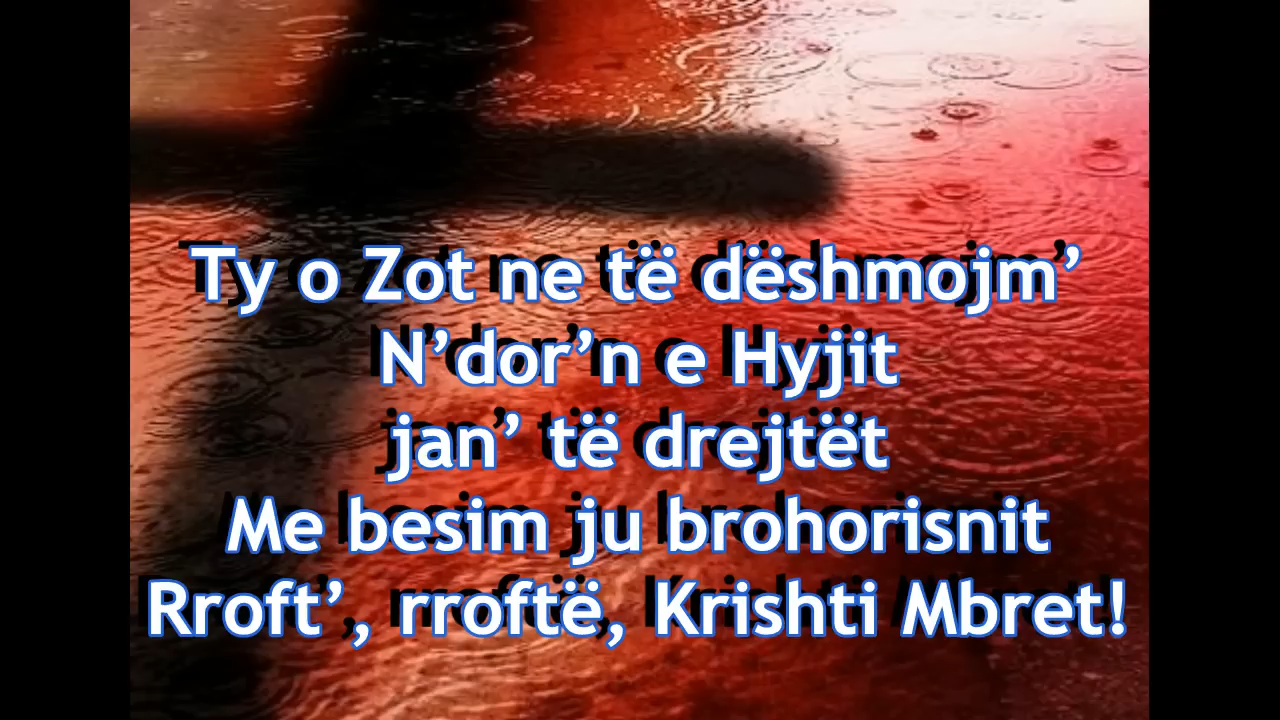 Ty o Zot ne të dëshmojm’
N’dor’n e Hyjit
jan’ të drejtët
Me besim ju brohorisnit
Rroft’, rroftë, Krishti Mbret!